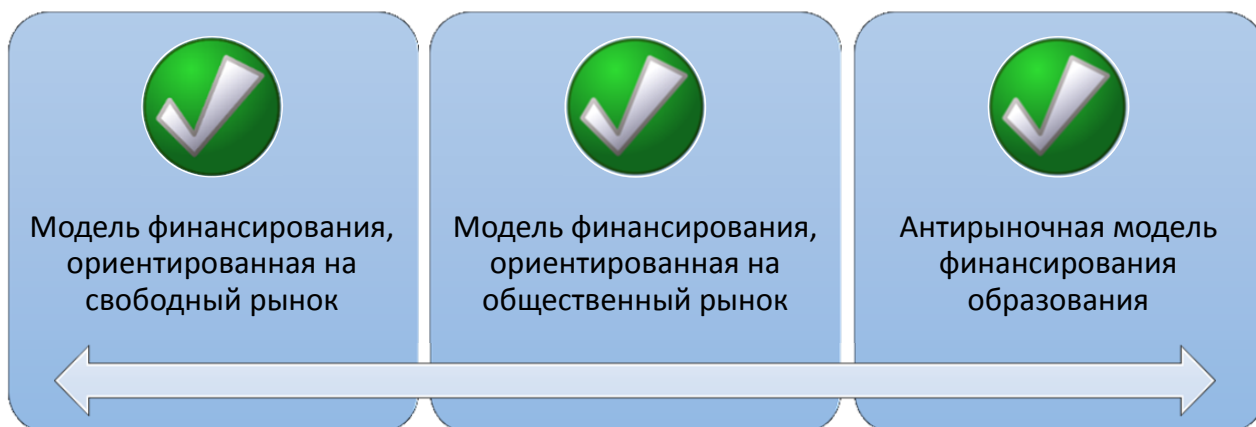 Модель финансирования,
ориентированная на
свободный рынок
Модель финансирования,
ориентированная на
общественный рынок
Антирыночная модель
финансирования
образования